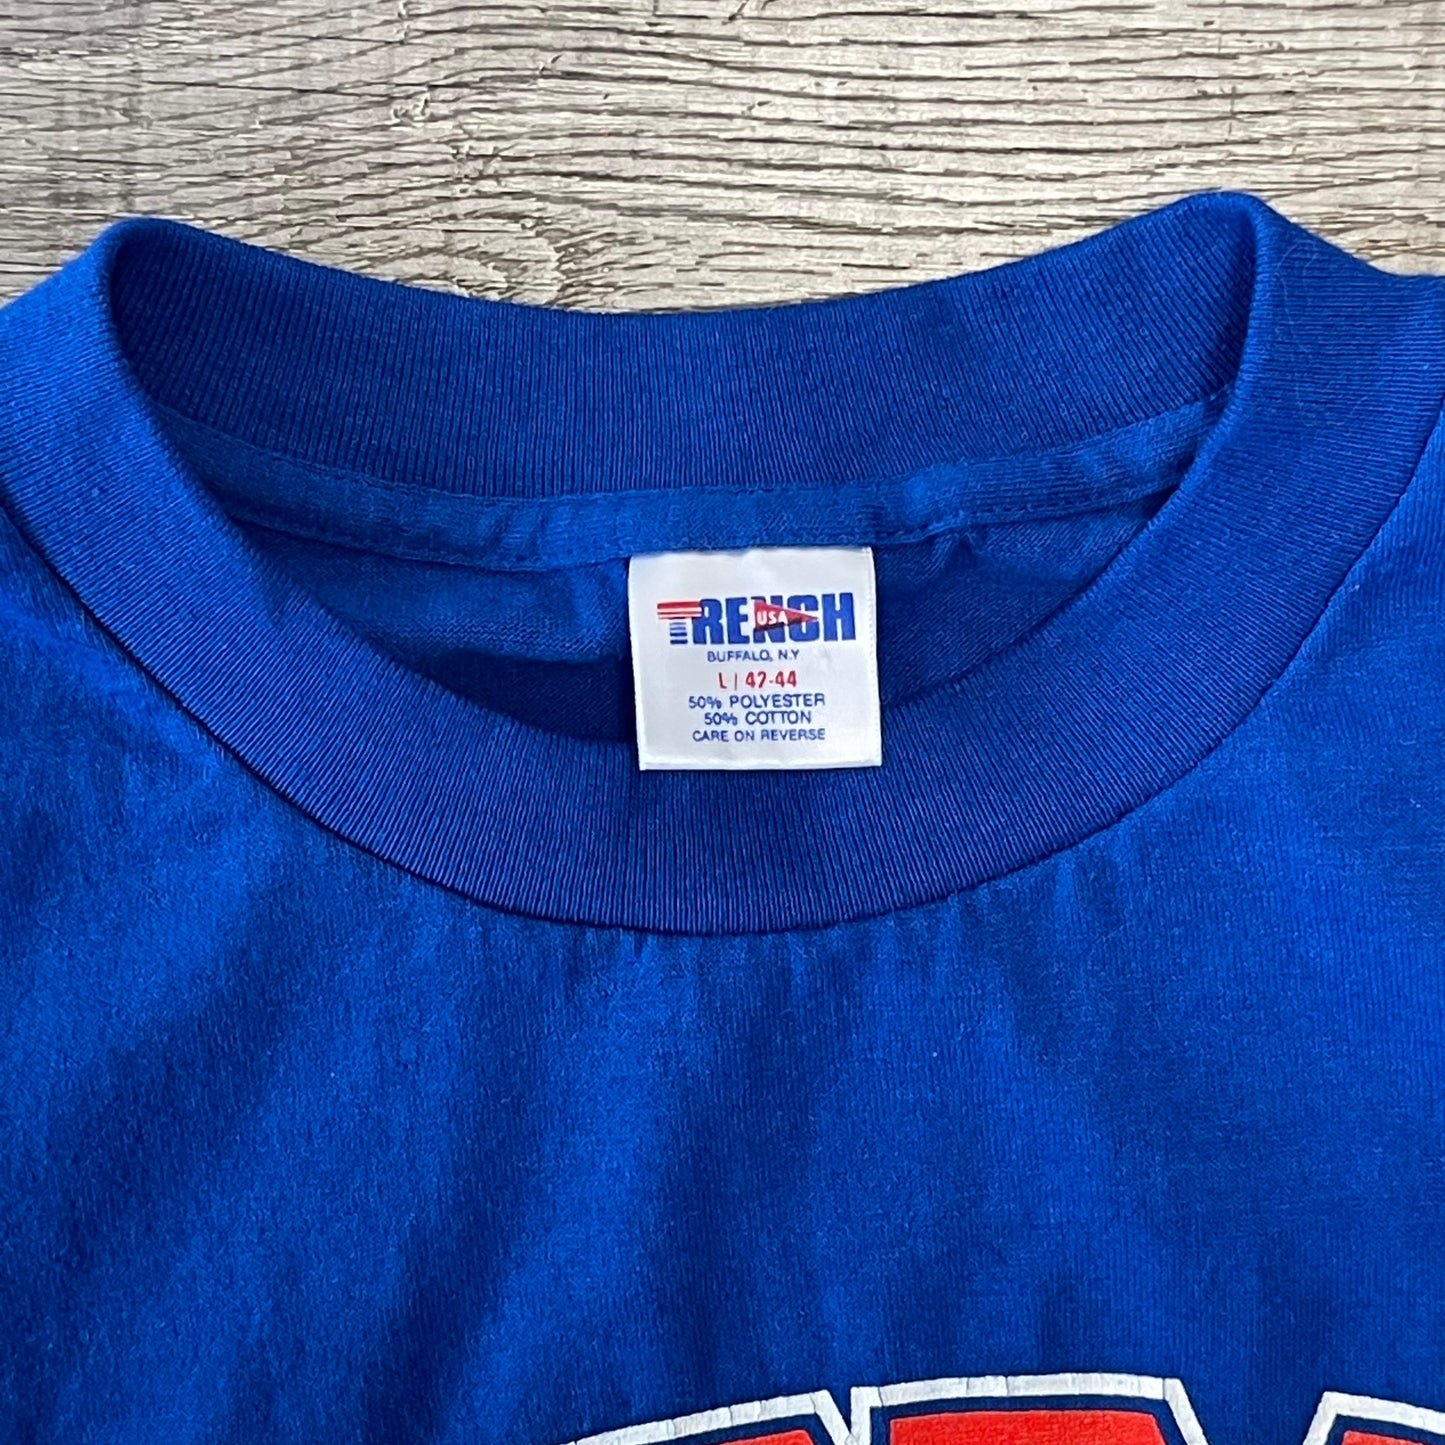 TRENCH USA
BUFFALO, N.Y
L | 42-44
50% POLYESTER
50% COTTON
CARE ON REVERSE